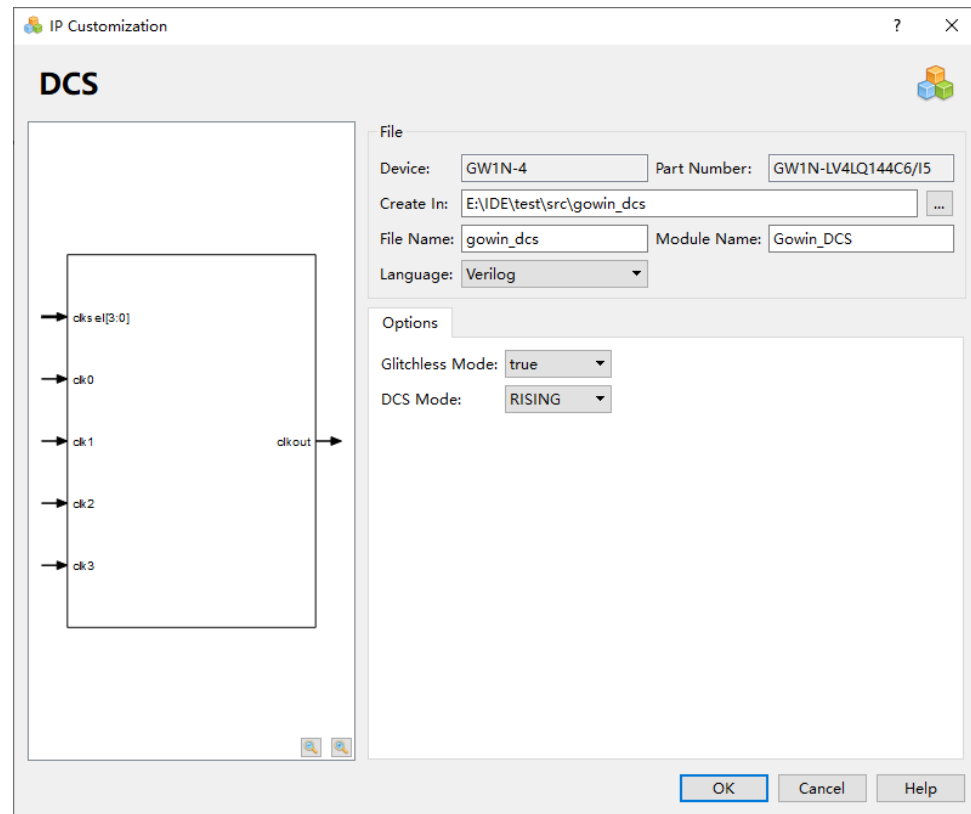 IP Customization
?
DCS
File
Device: GW1N-4 Part Number: GW1N-LV4LQ144C6/I5
Create In: E:\IDE\test\src\gowin_dcs ...
File Name: gowin_dcs Module Name: Gowin_DCS
Language: Verilog
Options
Glitchless Mode: true
DCS Mode: RISING
clksel[3:0]
clk0
clk1
clkout
clk2
clk3
OK Cancel Help